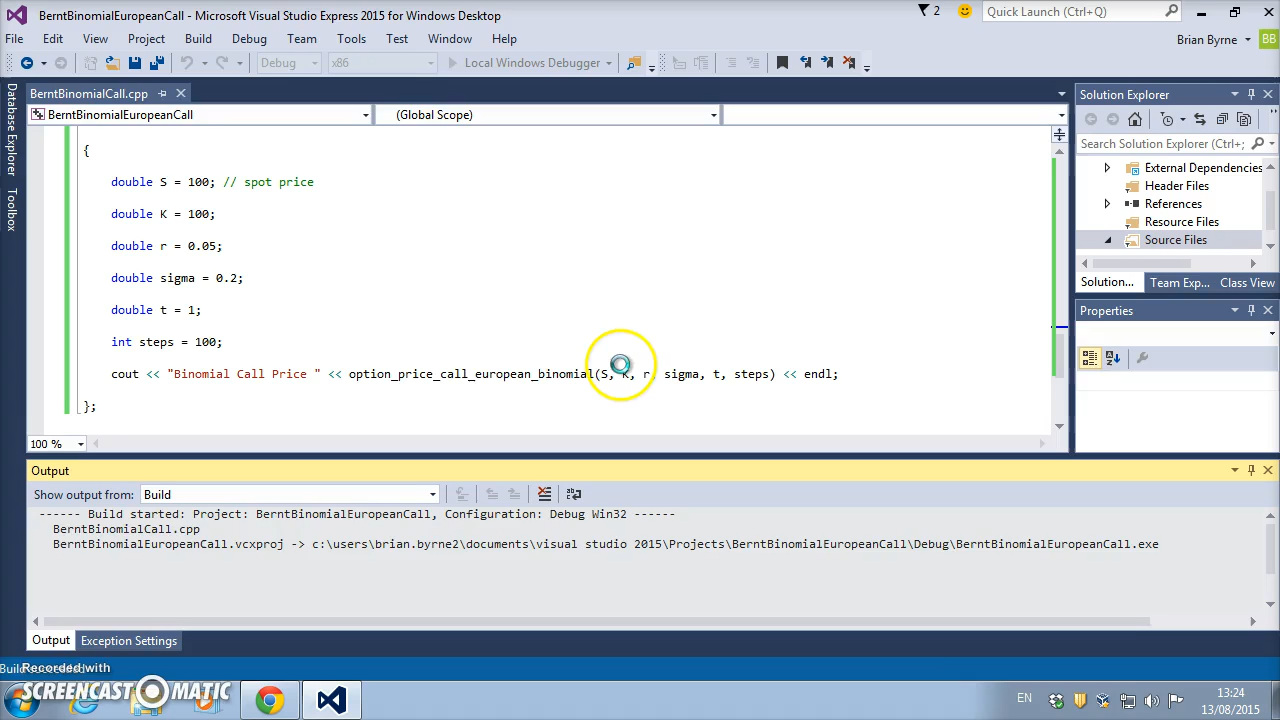 BerntBinomialEuropeanCall - Microsoft Visual Studio Express 2015 for Windows Desktop
2
Quick Launch (Ctrl+Q)
File Edit View Project Build Debug Team Tools Test Window Help
Brian Byrne BB
Debug x86 Local Windows Debugger
Database Explorer
Toolbox
BerntBinomialCall.cpp
BerntBinomialEuropeanCall (Global Scope)
{
double S = 100; // spot price
double K = 100;
double r = 0.05;
double sigma = 0.2;
double t = 1;
int steps = 100;
cout << "Binomial Call Price " << option_price_call_european_binomial(S, K, r, sigma, t, steps) << endl;
};
100 %
Solution Explorer
Search Solution Explorer (Ctrl+;
External Dependencies
Header Files
References
Resource Files
Source Files
Solution... Team Exp... Class View
Properties
Output
Show output from: Build
------ Build started: Project: BerntBinomialEuropeanCall, Configuration: Debug Win32 ------
BerntBinomialCall.cpp
BerntBinomialEuropeanCall.vcxproj -> c:\users\brian.byrne2\documents\visual studio 2015\Projects\BerntBinomialEuropeanCall\Debug\BerntBinomialEuropeanCall.exe
Output Exception Settings
Recorded with
SCREENCAST MATIC
EN
13:24
13/08/2015